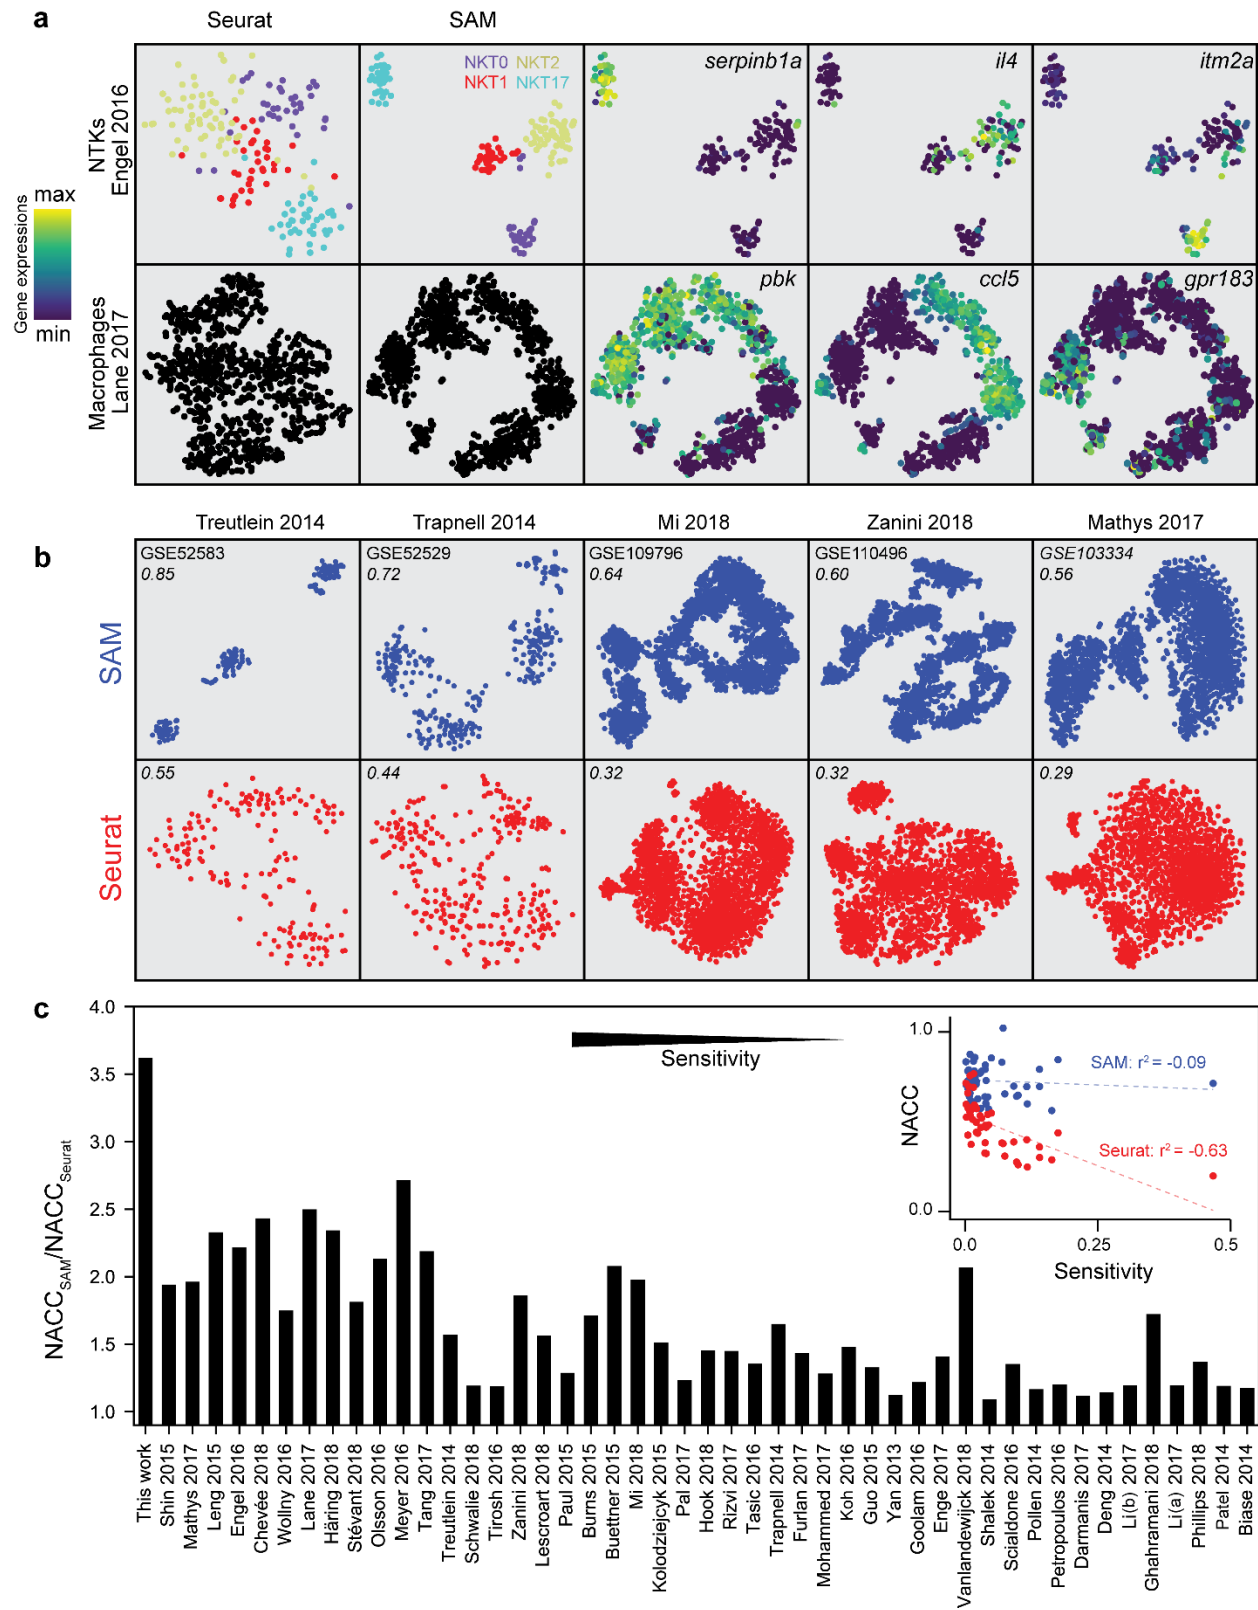 a
Seurat
SAM
NTKs
Engel 2016
NKT0 NKT2
NKT1 NKT17
serpinb1a
il4
itm2a
Gene expressions
max
min
Macrophages
Lane 2017
pbk
ccl5
gpr183
b
Treutlein 2014
Trapnell 2014
Mi 2018
Zanini 2018
Mathys 2017
SAM
GSE52583
0.85
GSE52529
0.72
GSE109796
0.64
GSE110496
0.60
GSE103334
0.56
Seurat
0.55
0.44
0.32
0.32
0.29
c
NACCSAM/NACCSeurat
4.0
3.5
3.0
2.5
2.0
1.5
1.0
Sensitivity
NACC
1.0
0.0
SAM: r2 = -0.09
Seurat: r2 = -0.63
0.0
0.25
0.5
Sensitivity
This work
Shin 2015
Mathys 2017
Leng 2015
Engel 2016
Chevée 2018
Wollny 2016
Lane 2017
Häring 2018
Stévant 2018
Olsson 2016
Meyer 2016
Tang 2017
Treutlein 2014
Schwalie 2018
Tirosh 2016
Zanini 2018
Lescroart 2018
Paul 2015
Burns 2015
Buettner 2015
Mi 2018
Kolodziejcyk 2015
Pal 2017
Hook 2018
Rizvi 2017
Tasic 2016
Trapnell 2014
Furlan 2017
Mohammed 2017
Koh 2016
Guo 2015
Yan 2013
Goolam 2016
Enge 2017
Vanlandewijck 2018
Shalek 2014
Scialdone 2016
Pollen 2014
Petropoulos 2016
Darmanis 2017
Deng 2014
Li(b) 2017
Ghahramani 2018
Li(a) 2017
Phillips 2018
Patel 2014
Biase 2014